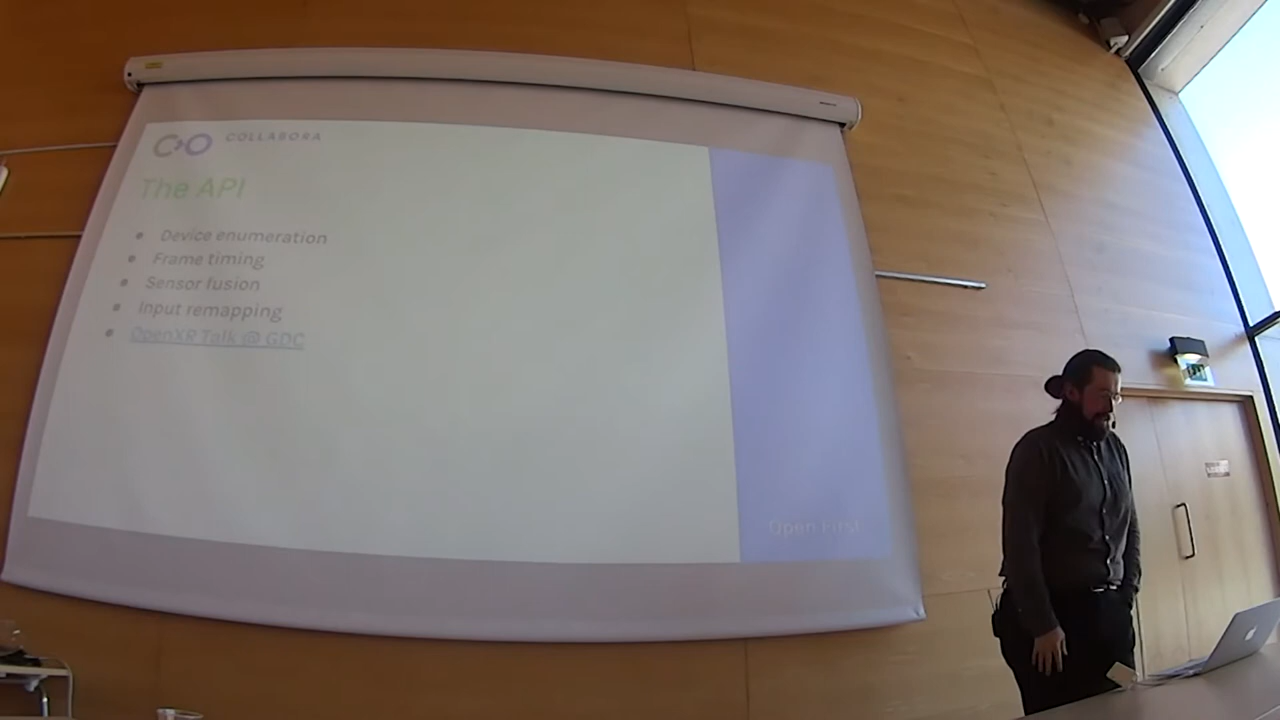 COLLABORA
The API
Device enumeration
Frame timing
Sensor fusion
Input remapping
OpenXR Talk @ GDC
Open First